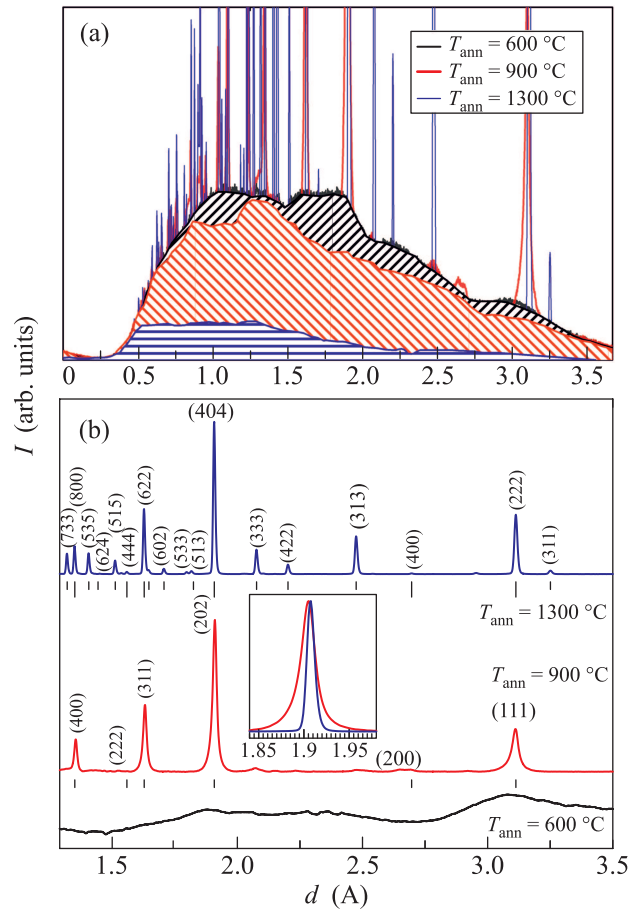 (a)
T_ann = 600 °C
T_ann = 900 °C
T_ann = 1300 °C
0 0.5 1.0 1.5 2.0 2.5 3.0 3.5
I (arb. units)
(b)
(404)
(733)
(800)
(535)
(624)
(515)
(444)
(622)
(602)
(533)
(513)
(333)
(422)
(313)
(400)
(222)
(311)
T_ann = 1300 °C
(202)
T_ann = 900 °C
(400)
(222)
(311)
(200)
(111)
1.85 1.9 1.95
T_ann = 600 °C
1.5 2.0 2.5 3.0 3.5
d (A)